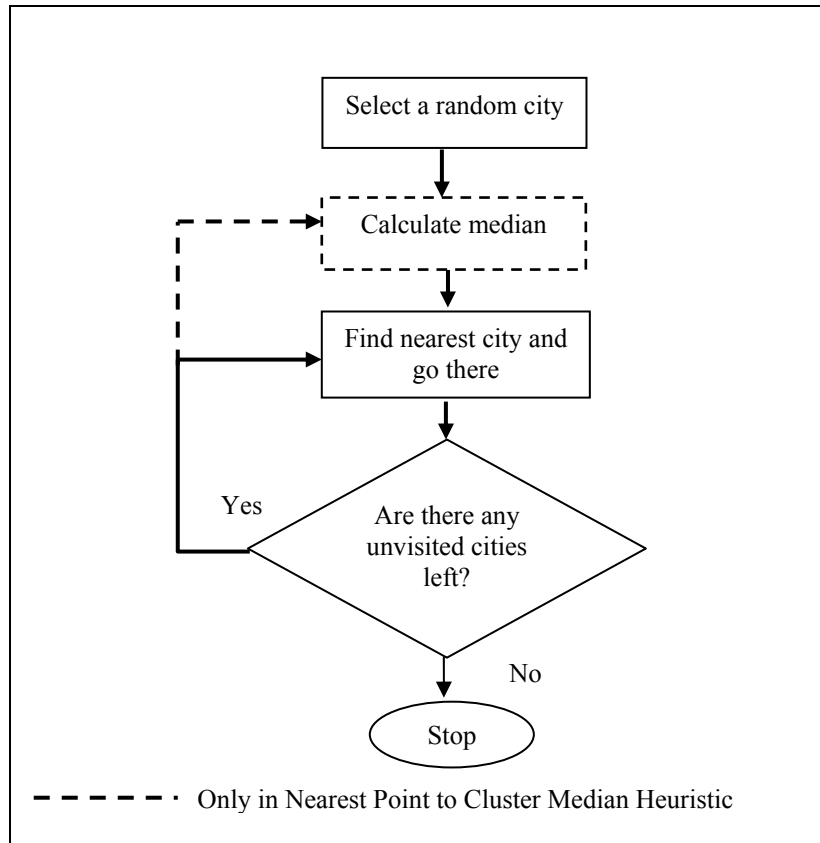 Select a random city
Calculate median
Find nearest city and
go there
Yes
Are there any
unvisited cities
left?
No
Stop
Only in Nearest Point to Cluster Median Heuristic